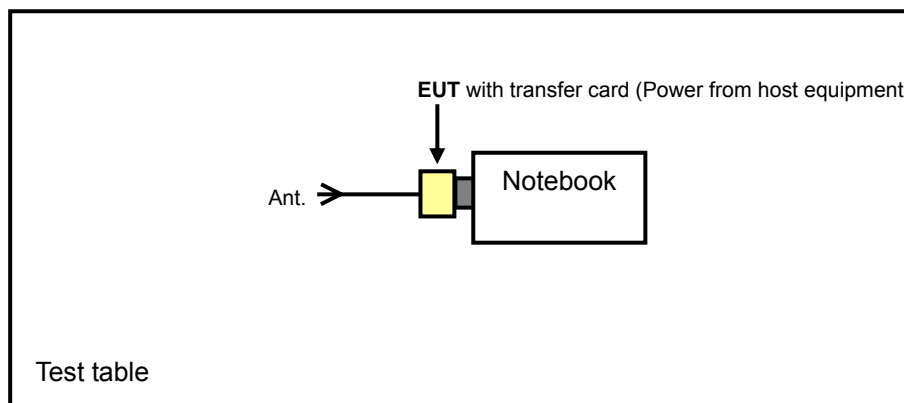 EUT with transfer card (Power from host equipment
Notebook
Ant.
Test table